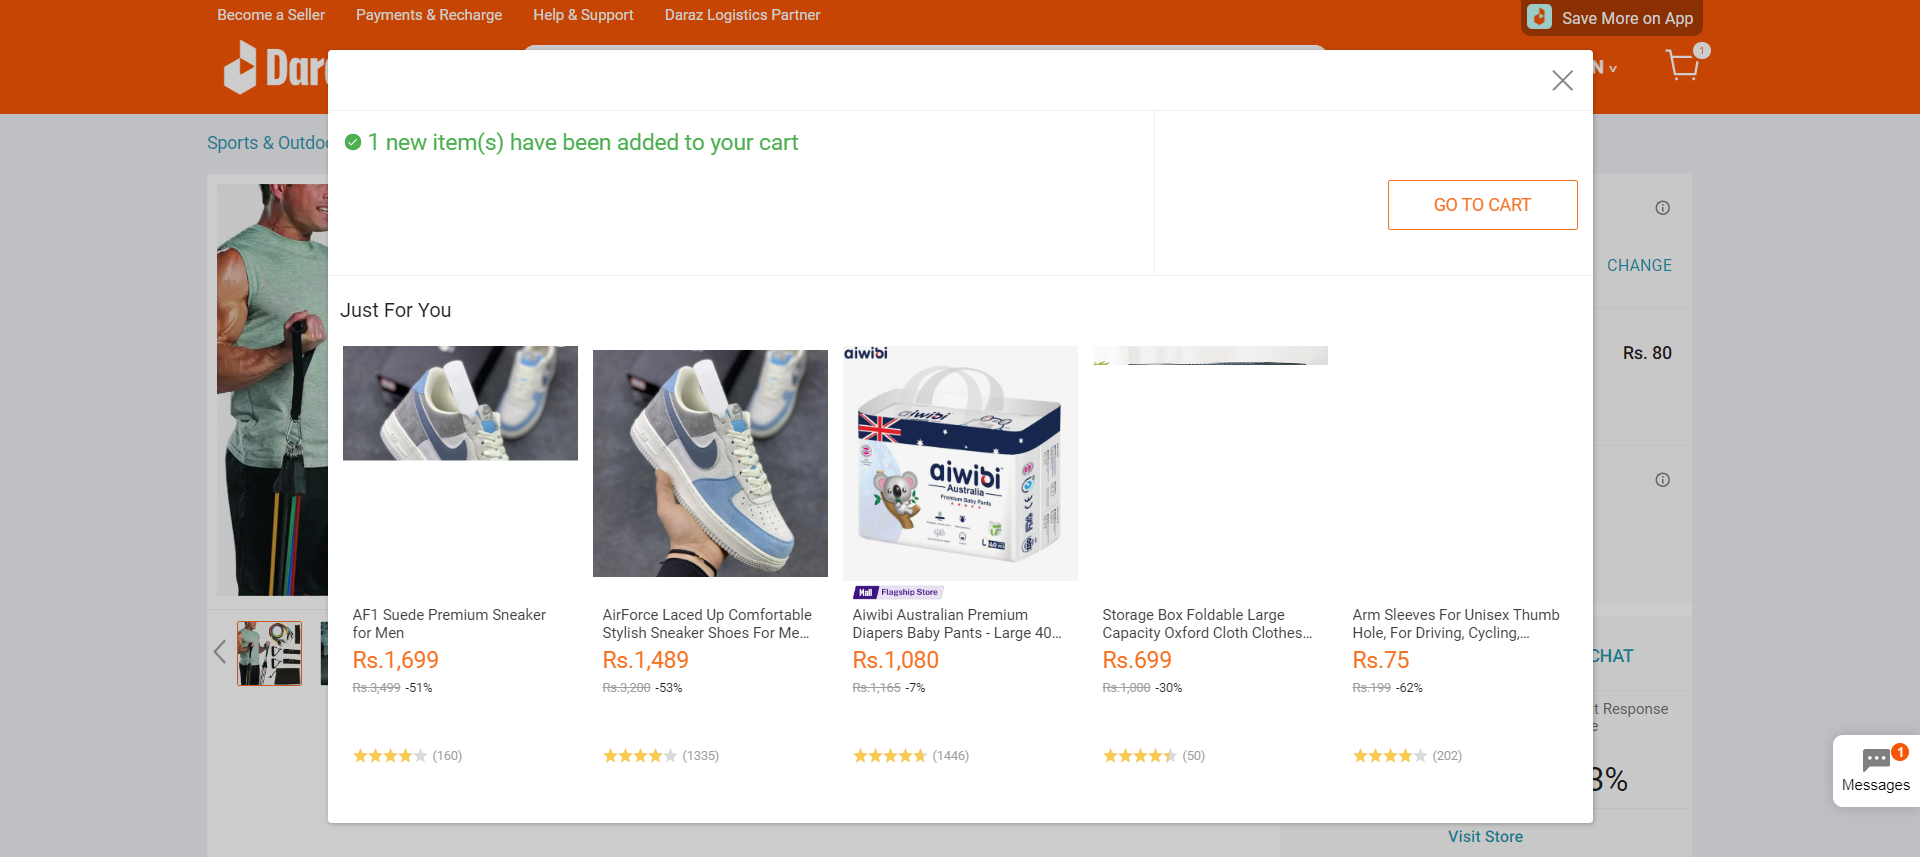 Become a Seller
Payments & Recharge
Help & Support
Daraz Logistics Partner
Save More on App
1
1 new item(s) have been added to your cart
GO TO CART
Sports &
CHANGE
Rs. 80
Just For You
aiwibi
aiwibi
aiwibi
Australia
Premium Baby Pants
Mall Flagship Store
AF1 Suede Premium Sneaker
for Men
Rs.1,699
Rs.3,499 -51%
(160)
AirForce Laced Up Comfortable
Stylish Sneaker Shoes For Me...
Rs.1,489
Rs.3,200 -53%
(1335)
Aiwibi Australian Premium
Diapers Baby Pants - Large 40...
Rs.1,080
Rs.1,165 -7%
(1446)
Storage Box Foldable Large
Capacity Oxford Cloth Clothes...
Rs.699
Rs.1,000 -30%
(50)
Arm Sleeves For Unisex Thumb
Hole, For Driving, Cycling,...
Rs.75
Rs.199 -62%
(202)
CHAT
Response
1
Messages
Visit Store